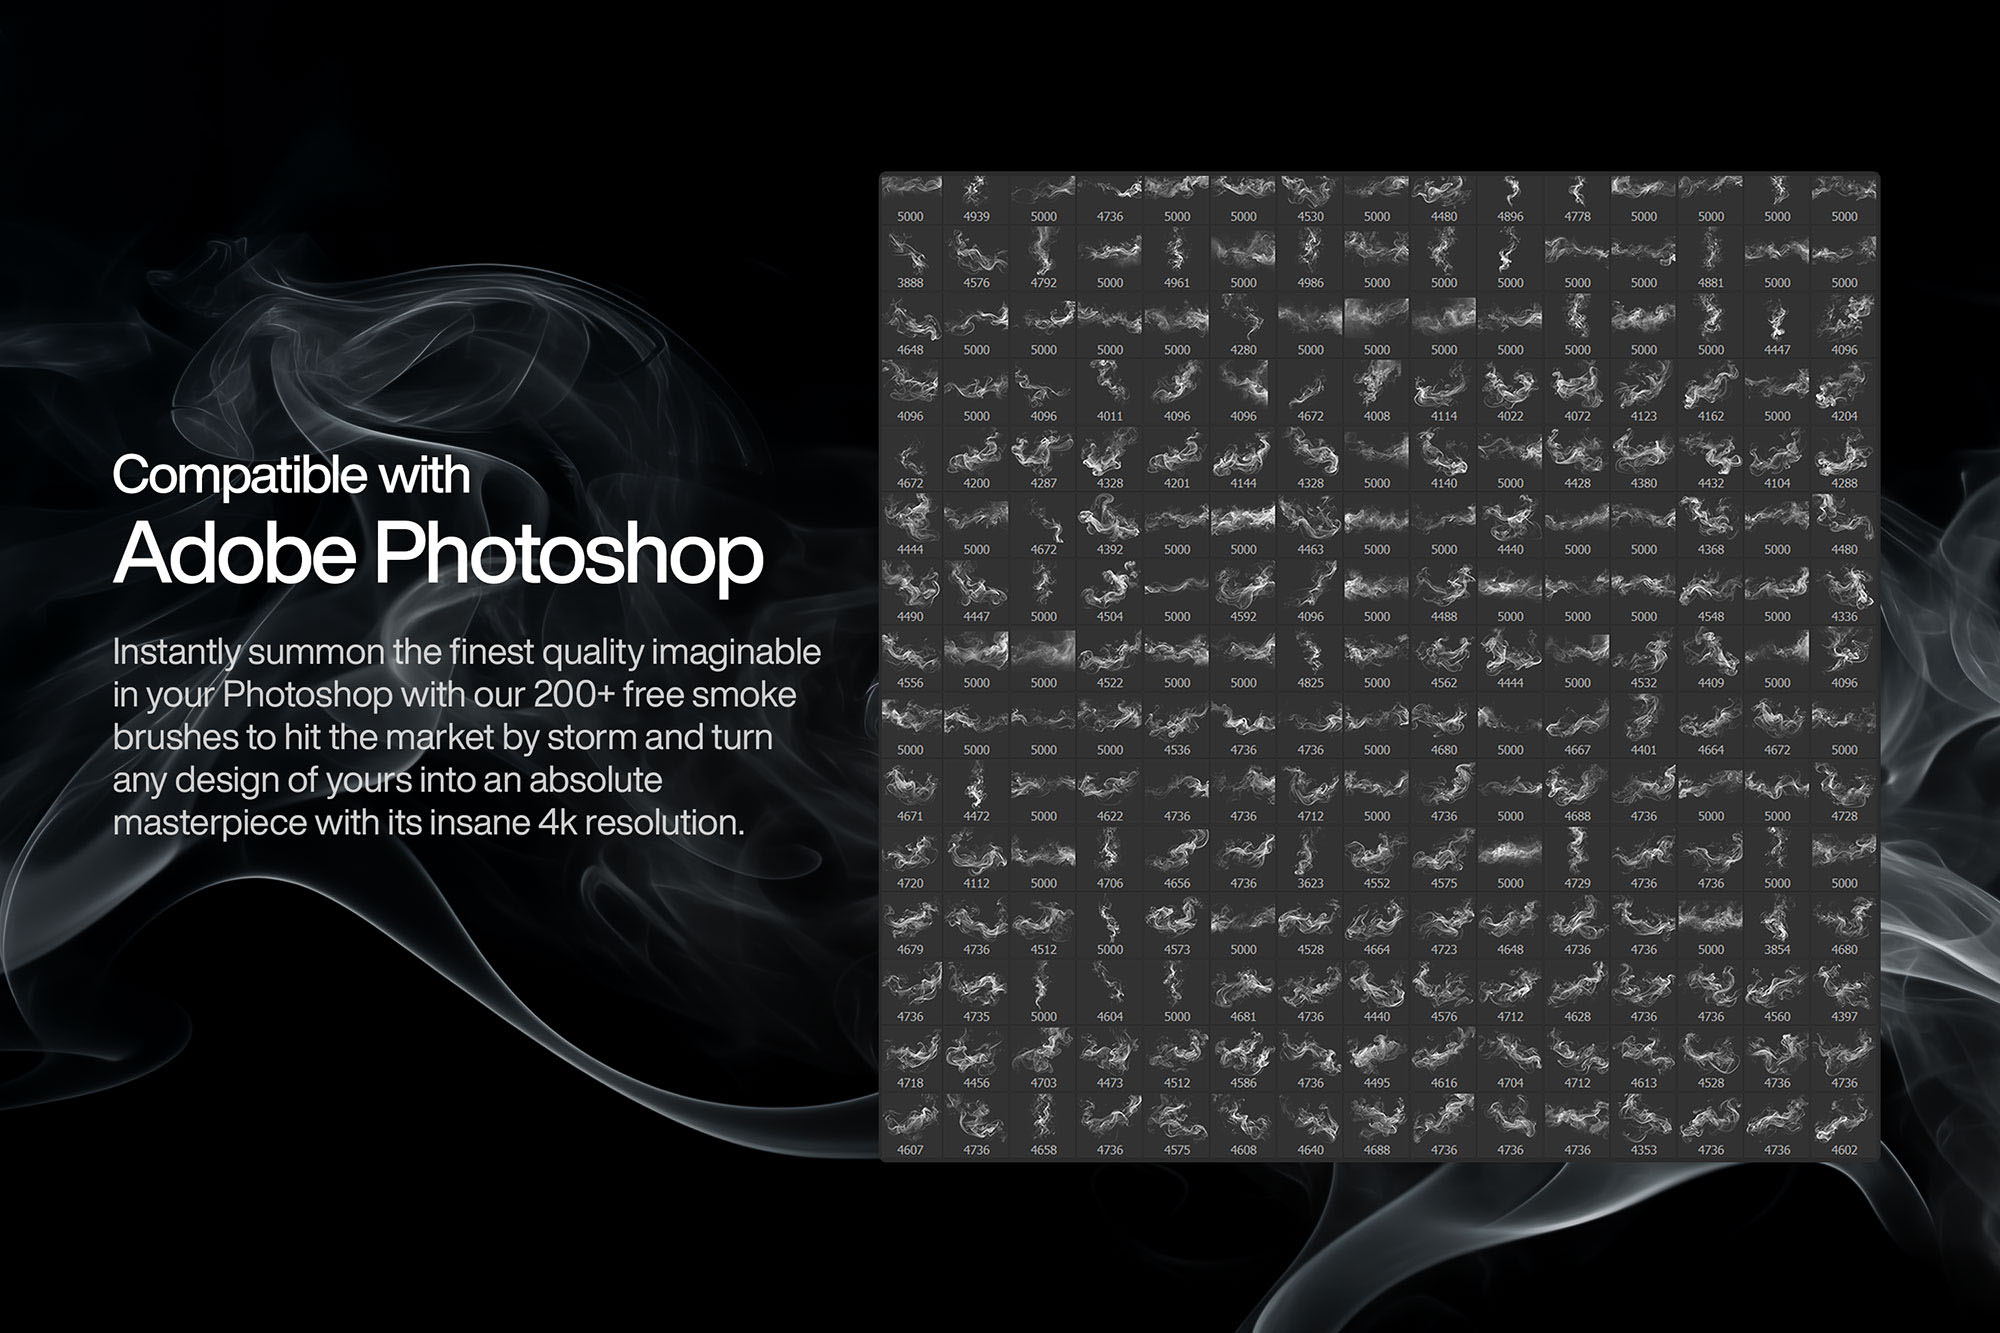 Compatible with
Adobe Photoshop
Instantly summon the finest quality imaginable
in your Photoshop with our 200+ free smoke
brushes to hit the market by storm and turn
any design of yours into an absolute
masterpiece with its insane 4k resolution.
5000 4939 5000 4736 5000 5000 4530 5000 4480 4896 4778 5000 5000 5000 5000
3888 4576 4792 5000 4961 5000 4986 5000 5000 5000 5000 5000 4881 5000 5000
4648 5000 5000 5000 5000 4280 5000 5000 5000 5000 5000 5000 5000 4447 4096
4096 5000 4096 4011 4096 4096 4672 4008 4114 4022 4072 4123 4162 5000 4204
4672 4200 4287 4328 4201 4144 4328 5000 4140 5000 4428 4380 4432 4104 4288
4444 5000 4672 4392 5000 5000 4463 5000 5000 4440 5000 5000 4368 5000 4480
4490 4447 5000 4504 5000 4592 4096 5000 4488 5000 5000 5000 4548 5000 4336
4556 5000 5000 4522 5000 5000 4825 5000 4562 4444 5000 4532 4409 5000 4096
5000 5000 5000 5000 4536 4736 4736 5000 4680 5000 4667 4401 4664 4672 5000
4671 4472 5000 4622 4736 4736 4712 5000 4736 5000 4688 4736 5000 5000 4728
4720 4112 5000 4706 4656 4736 3623 4552 4575 5000 4729 4736 4736 5000 5000
4679 4736 4512 5000 4573 5000 4528 4664 4723 4648 4736 4736 5000 3854 4680
4736 4735 5000 4604 5000 4681 4736 4440 4576 4712 4628 4736 4736 4560 4397
4718 4456 4703 4473 4512 4586 4736 4495 4616 4704 4712 4613 4528 4736 4736
4607 4736 4658 4736 4575 4608 4640 4688 4736 4736 4736 4353 4736 4736 4602